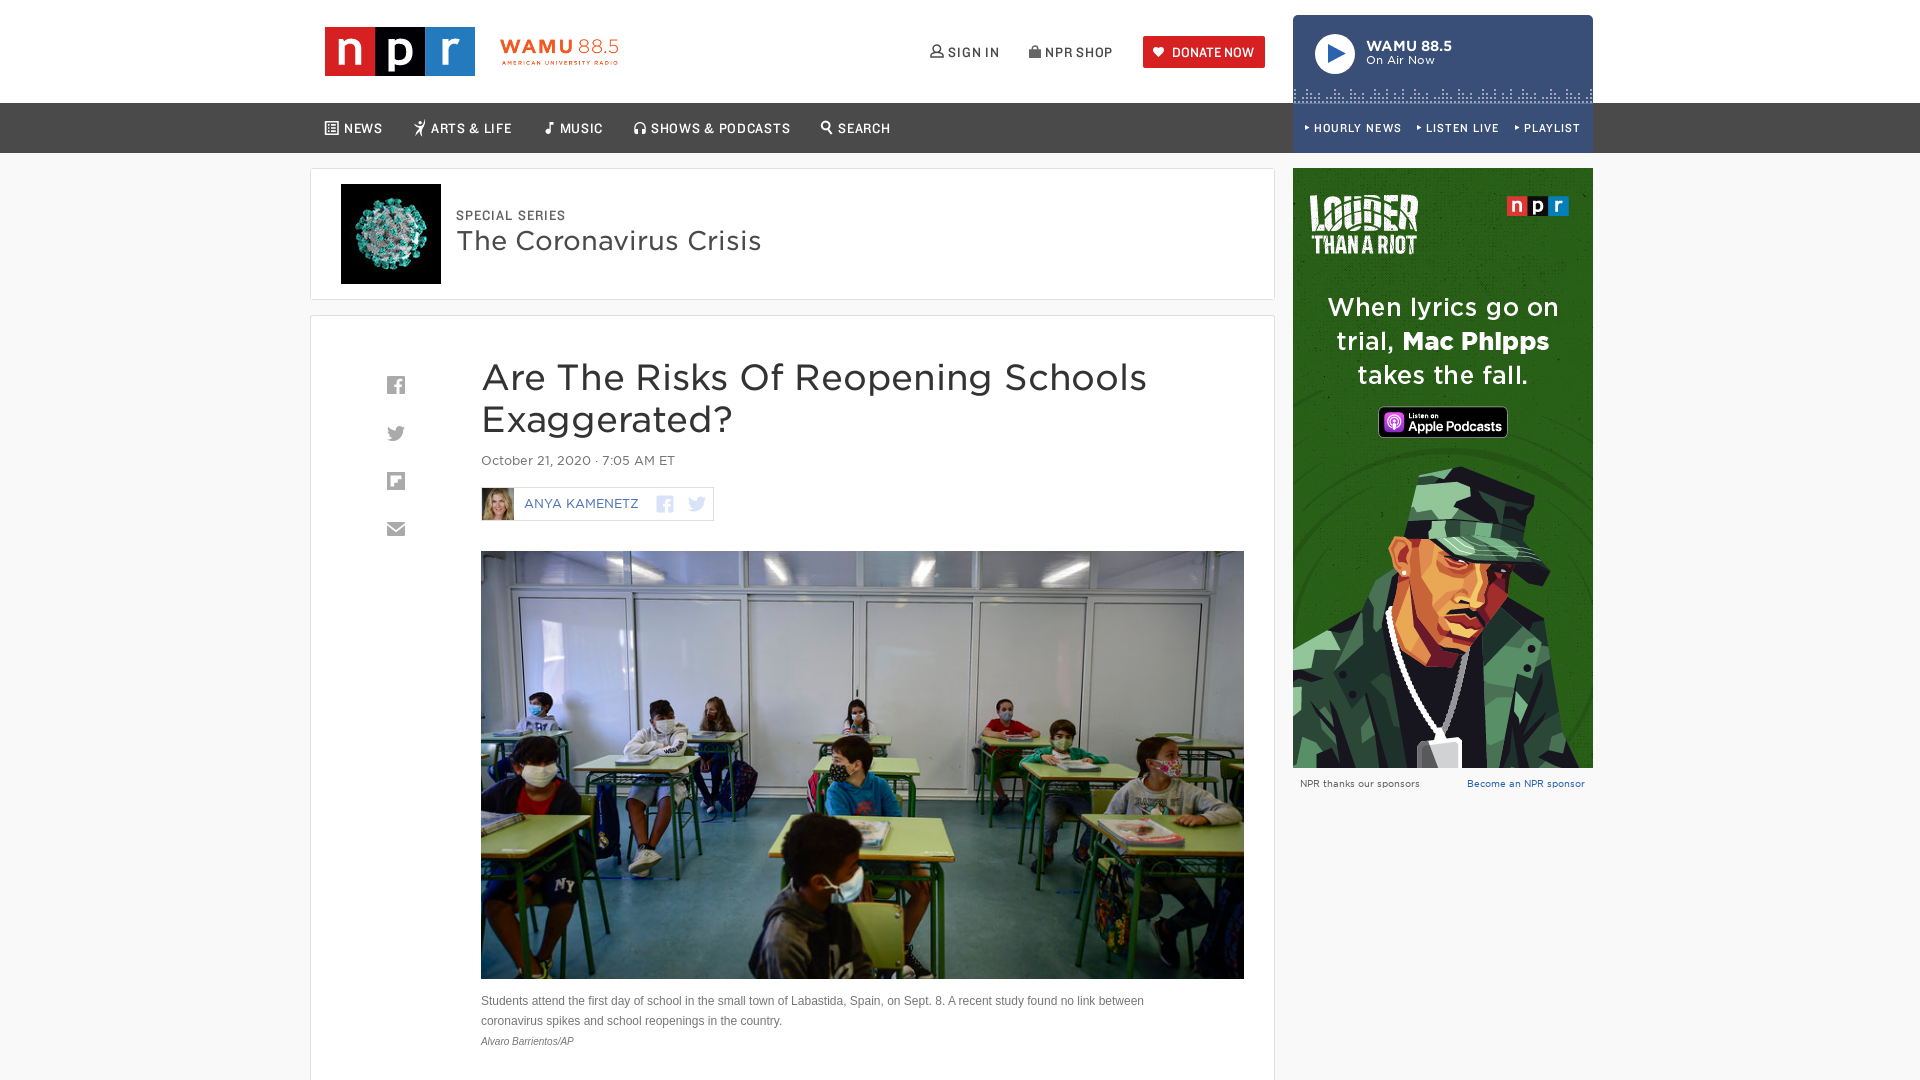 npr
WAMU 88.5
AMERICAN UNIVERSITY RADIO
SIGN IN
NPR SHOP
DONATE NOW
WAMU 88.5
On Air Now
NEWS
ARTS & LIFE
MUSIC
SHOWS & PODCASTS
SEARCH
HOURLY NEWS
LISTEN LIVE
PLAYLIST
SPECIAL SERIES
The Coronavirus Crisis
Are The Risks Of Reopening Schools
Exaggerated?
October 21, 2020 · 7:05 AM ET
ANYA KAMENETZ
NY
Students attend the first day of school in the small town of Labastida, Spain, on Sept. 8. A recent study found no link between
coronavirus spikes and school reopenings in the country.
Alvaro Barrientos/AP
LOUDER
THAN A RIOT
npr
When lyrics go on
trial, Mac Phipps
takes the fall.
Listen on
Apple Podcasts
NPR thanks our sponsors
Become an NPR sponsor